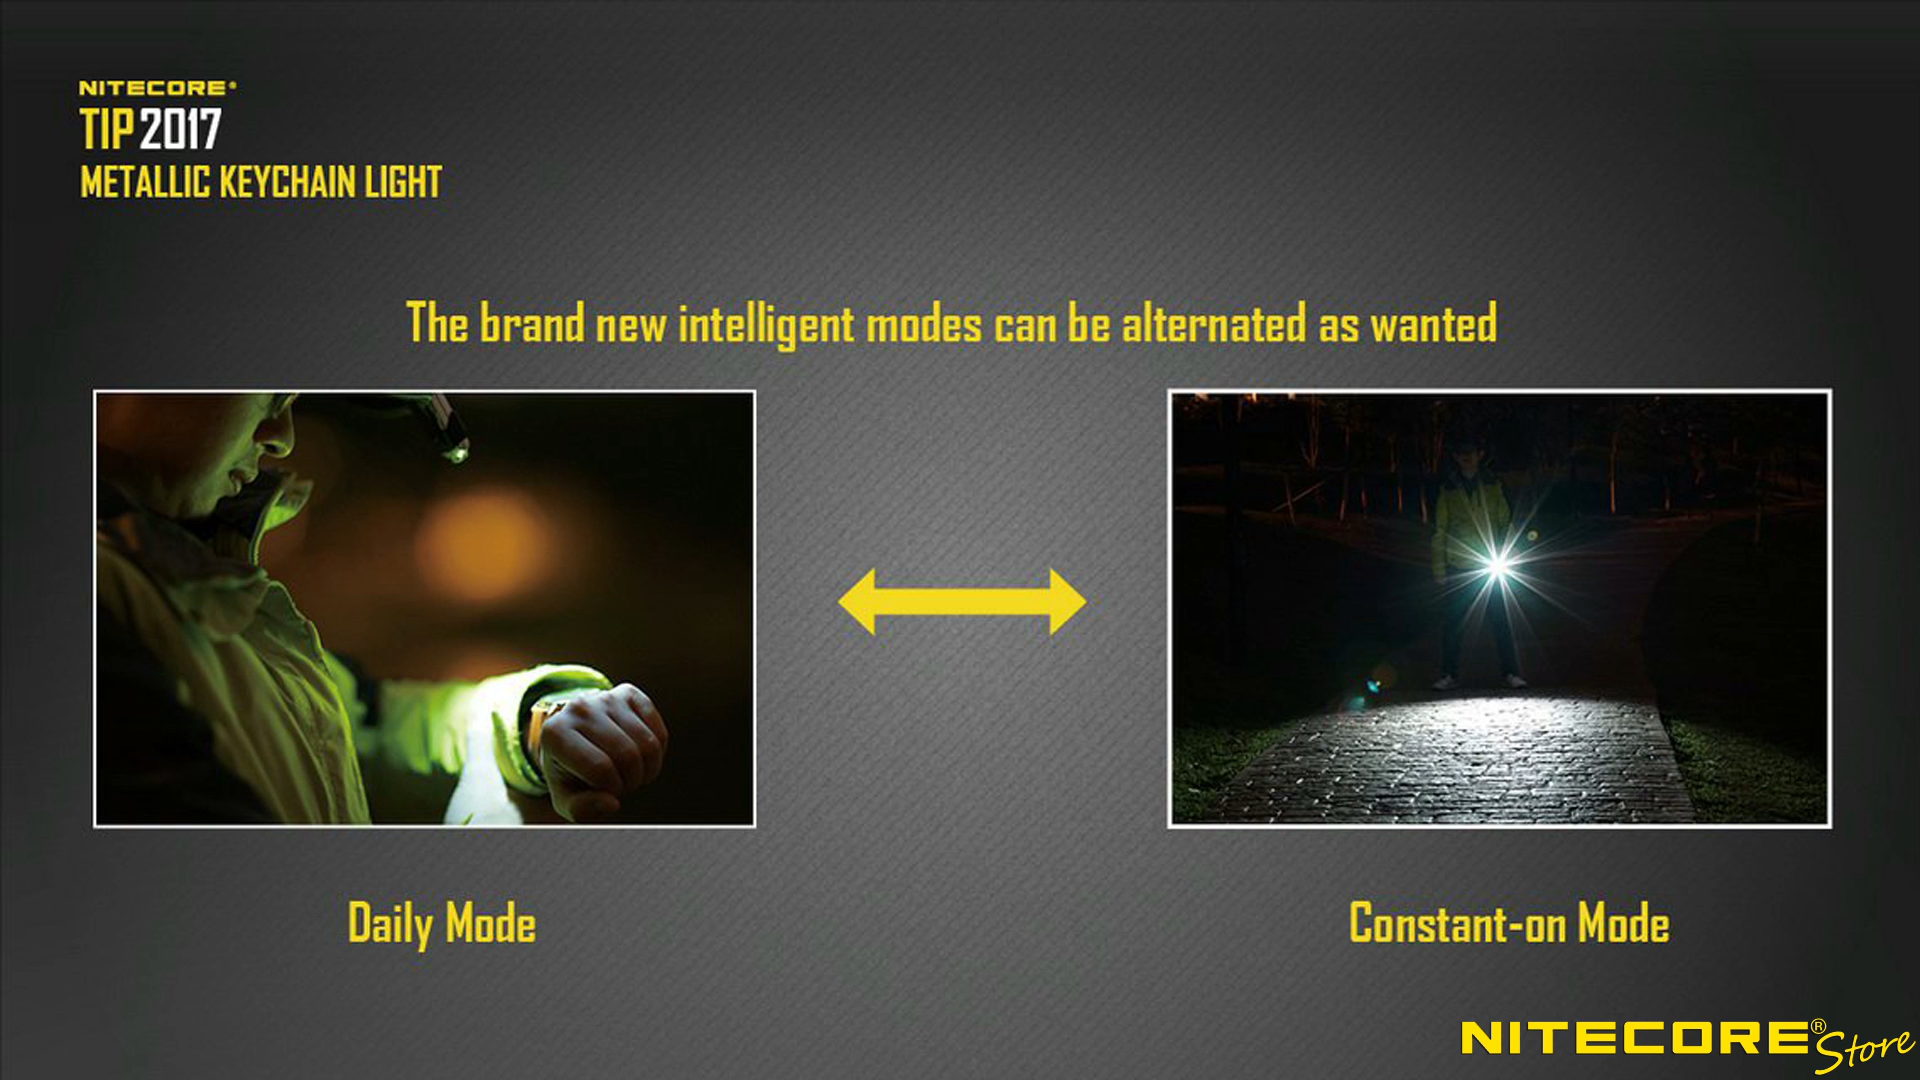 NITECORE®
TIP 2017
METALLIC KEYCHAIN LIGHT
The brand new intelligent modes can be alternated as wanted
Daily Mode
Constant-on Mode
NITECORE® Store